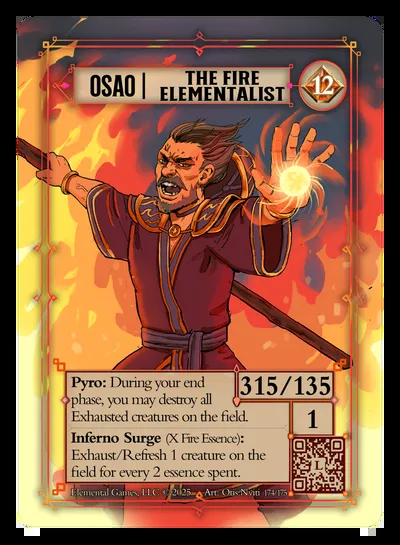 OSAO | THE FIRE
ELEMENTALIST
12
Pyro: During your end
phase, you may destroy all
Exhausted creatures on the field.
315/135
1
Inferno Surge (X Fire Essence):
Exhaust/Refresh 1 creature on the
field for every 2 essence spent.
L
Elemental Games, LLC © 2025 Art: Otis Nyiti 174/175